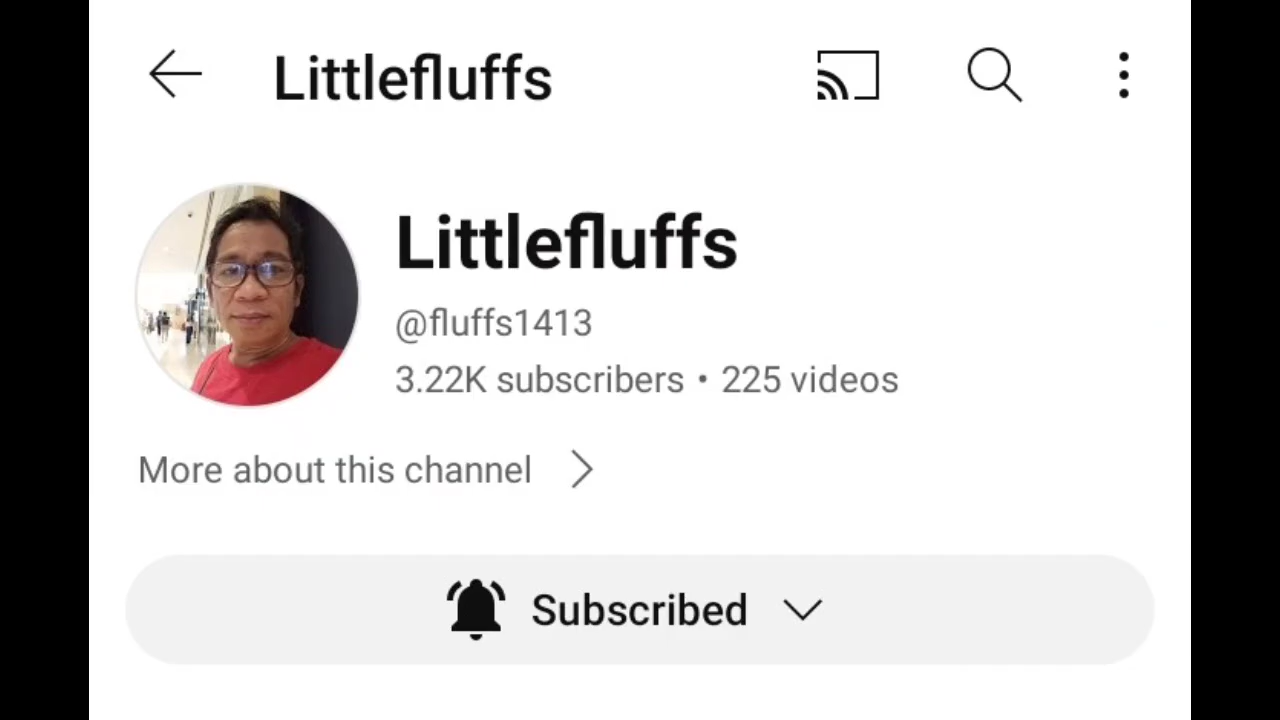 Littlefluffs
Littlefluffs
@fluffs1413
3.22K subscribers • 225 videos
More about this channel
Subscribed